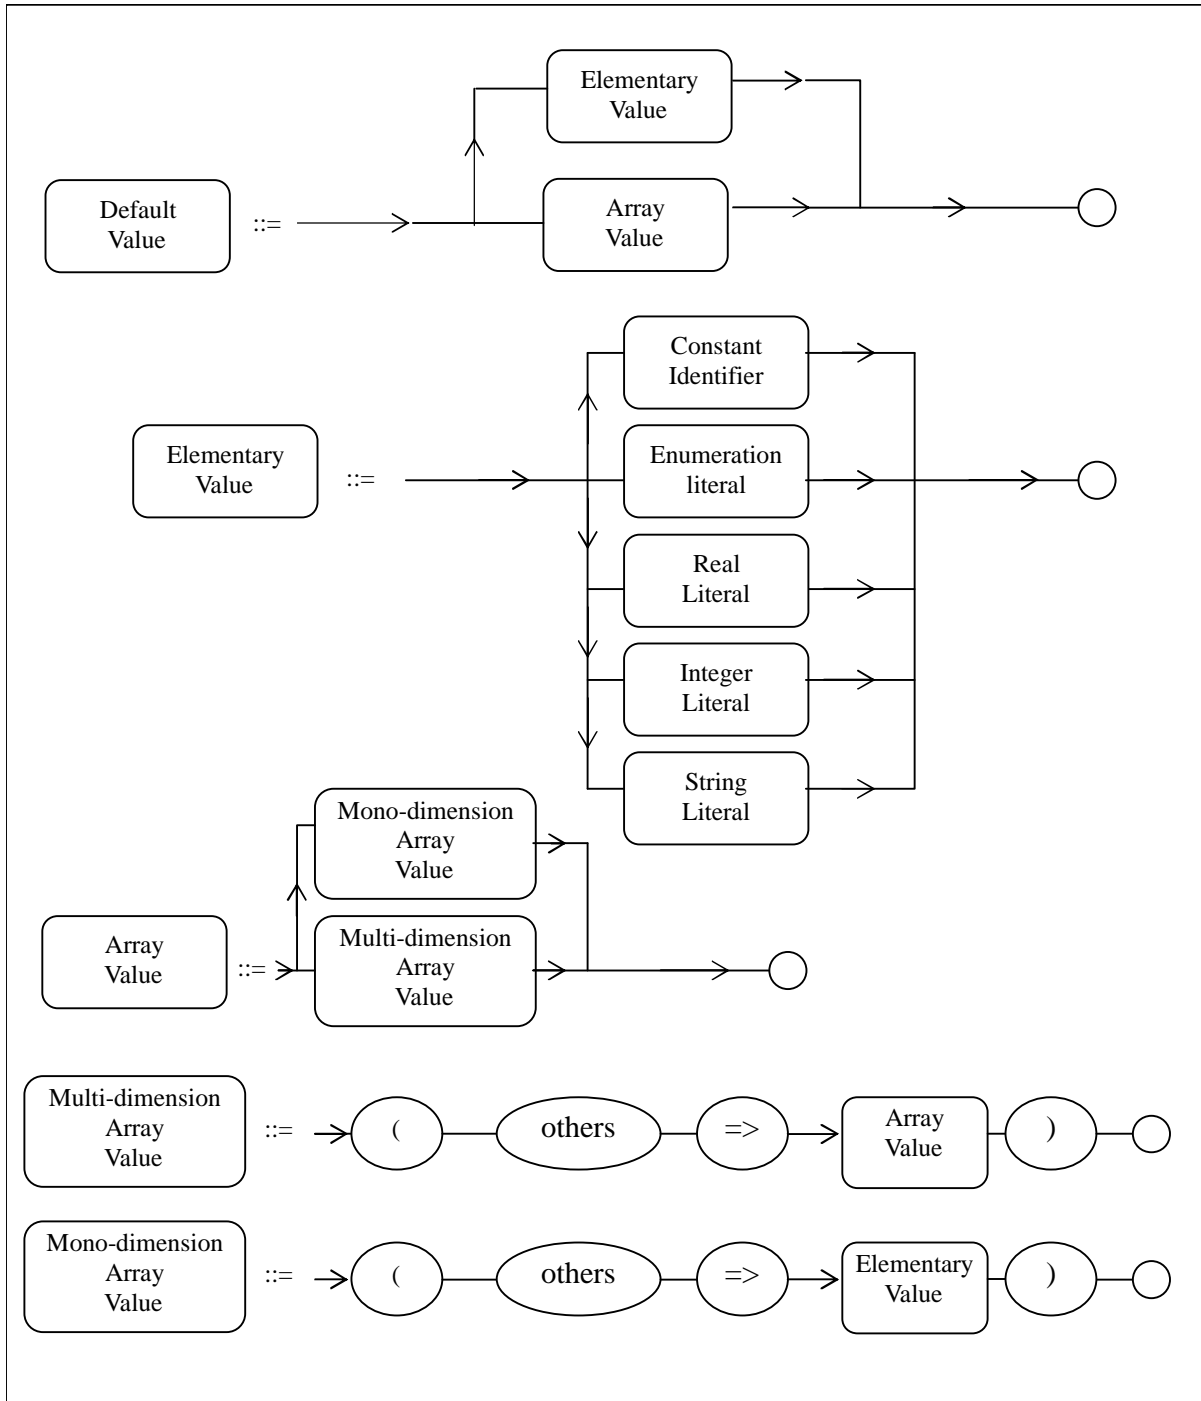 Elementary
Value
Default
Value
::=
Array
Value
Constant
Identifier
Elementary
Value
::=
Enumeration
literal
Real
Literal
Integer
Literal
String
Literal
Mono-dimension
Array
Value
Array
Value
::=
Multi-dimension
Array
Value
Multi-dimension
Array
Value
::=
(
others
=>
Array
Value
)
Mono-dimension
Array
Value
::=
(
others
=>
Elementary
Value
)